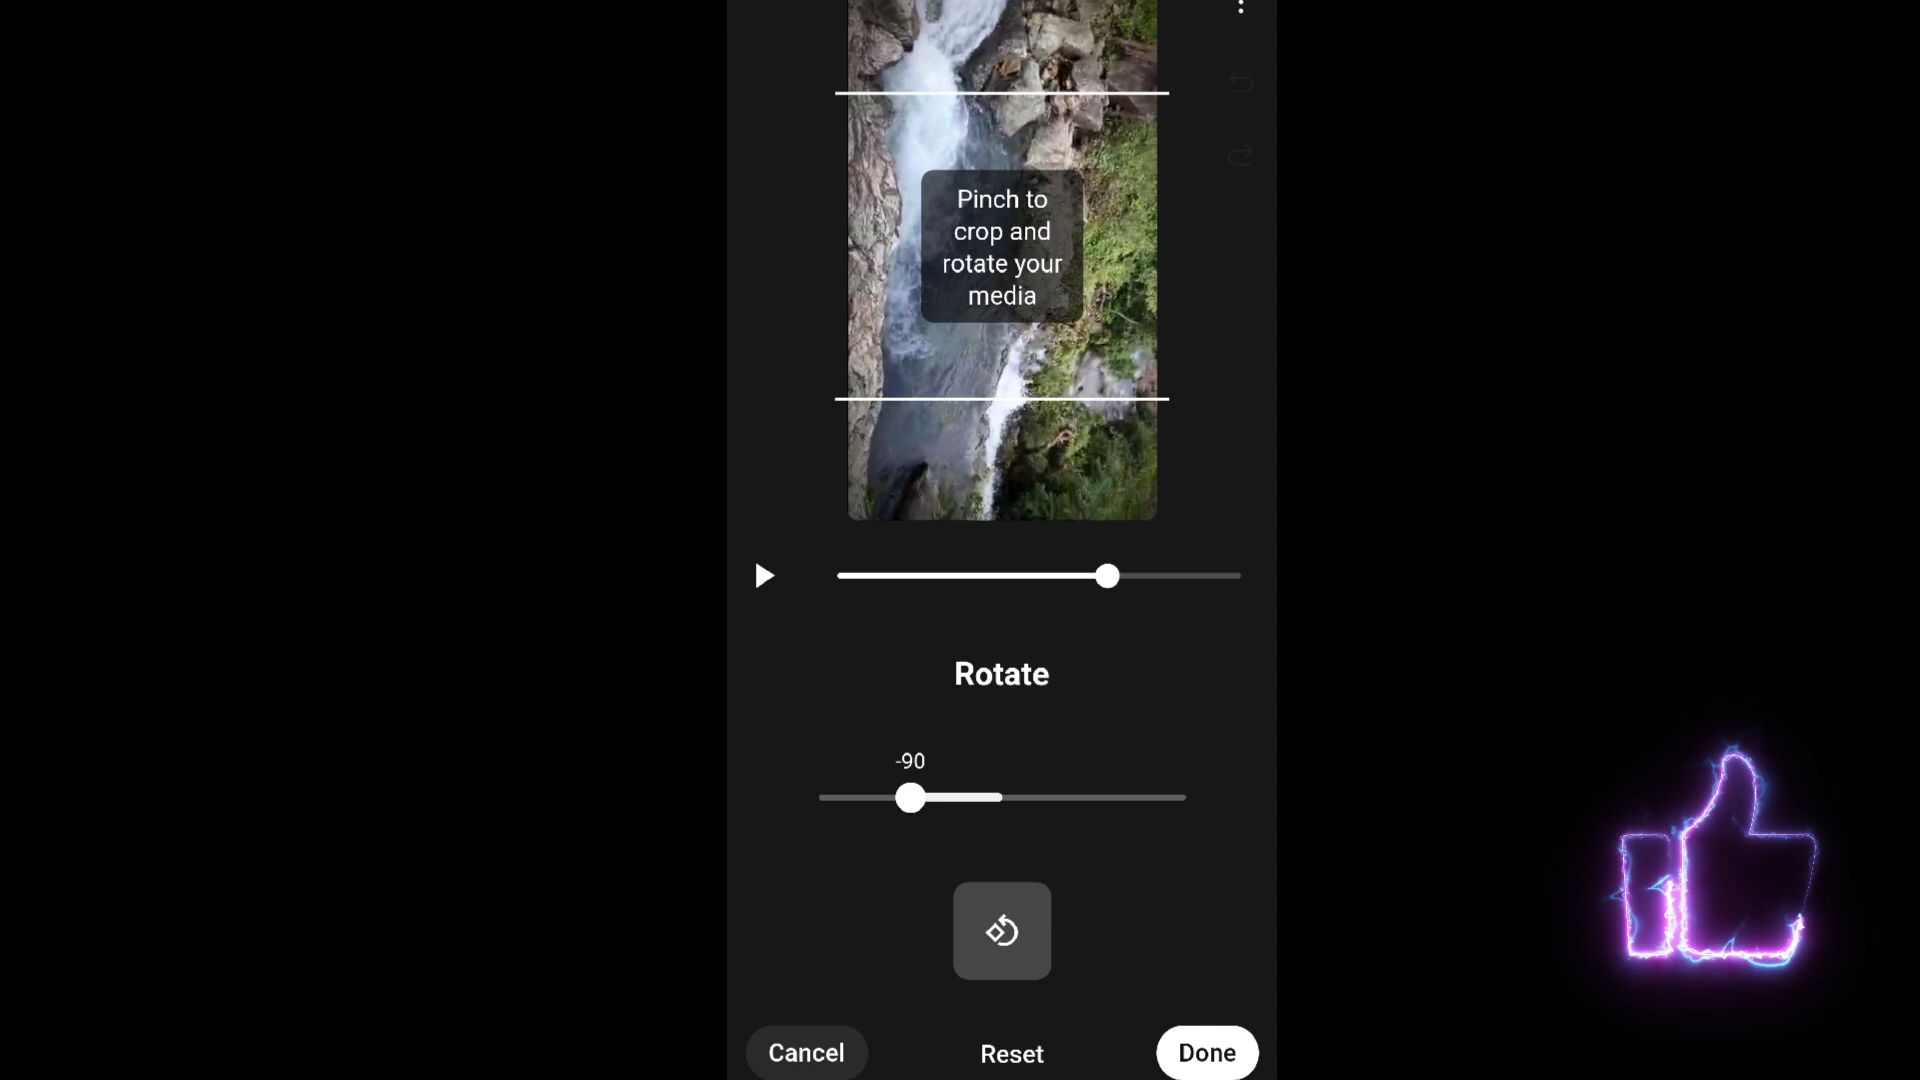 Pinch to
crop and
rotate your
media
Rotate
-90
Cancel
Reset
Done